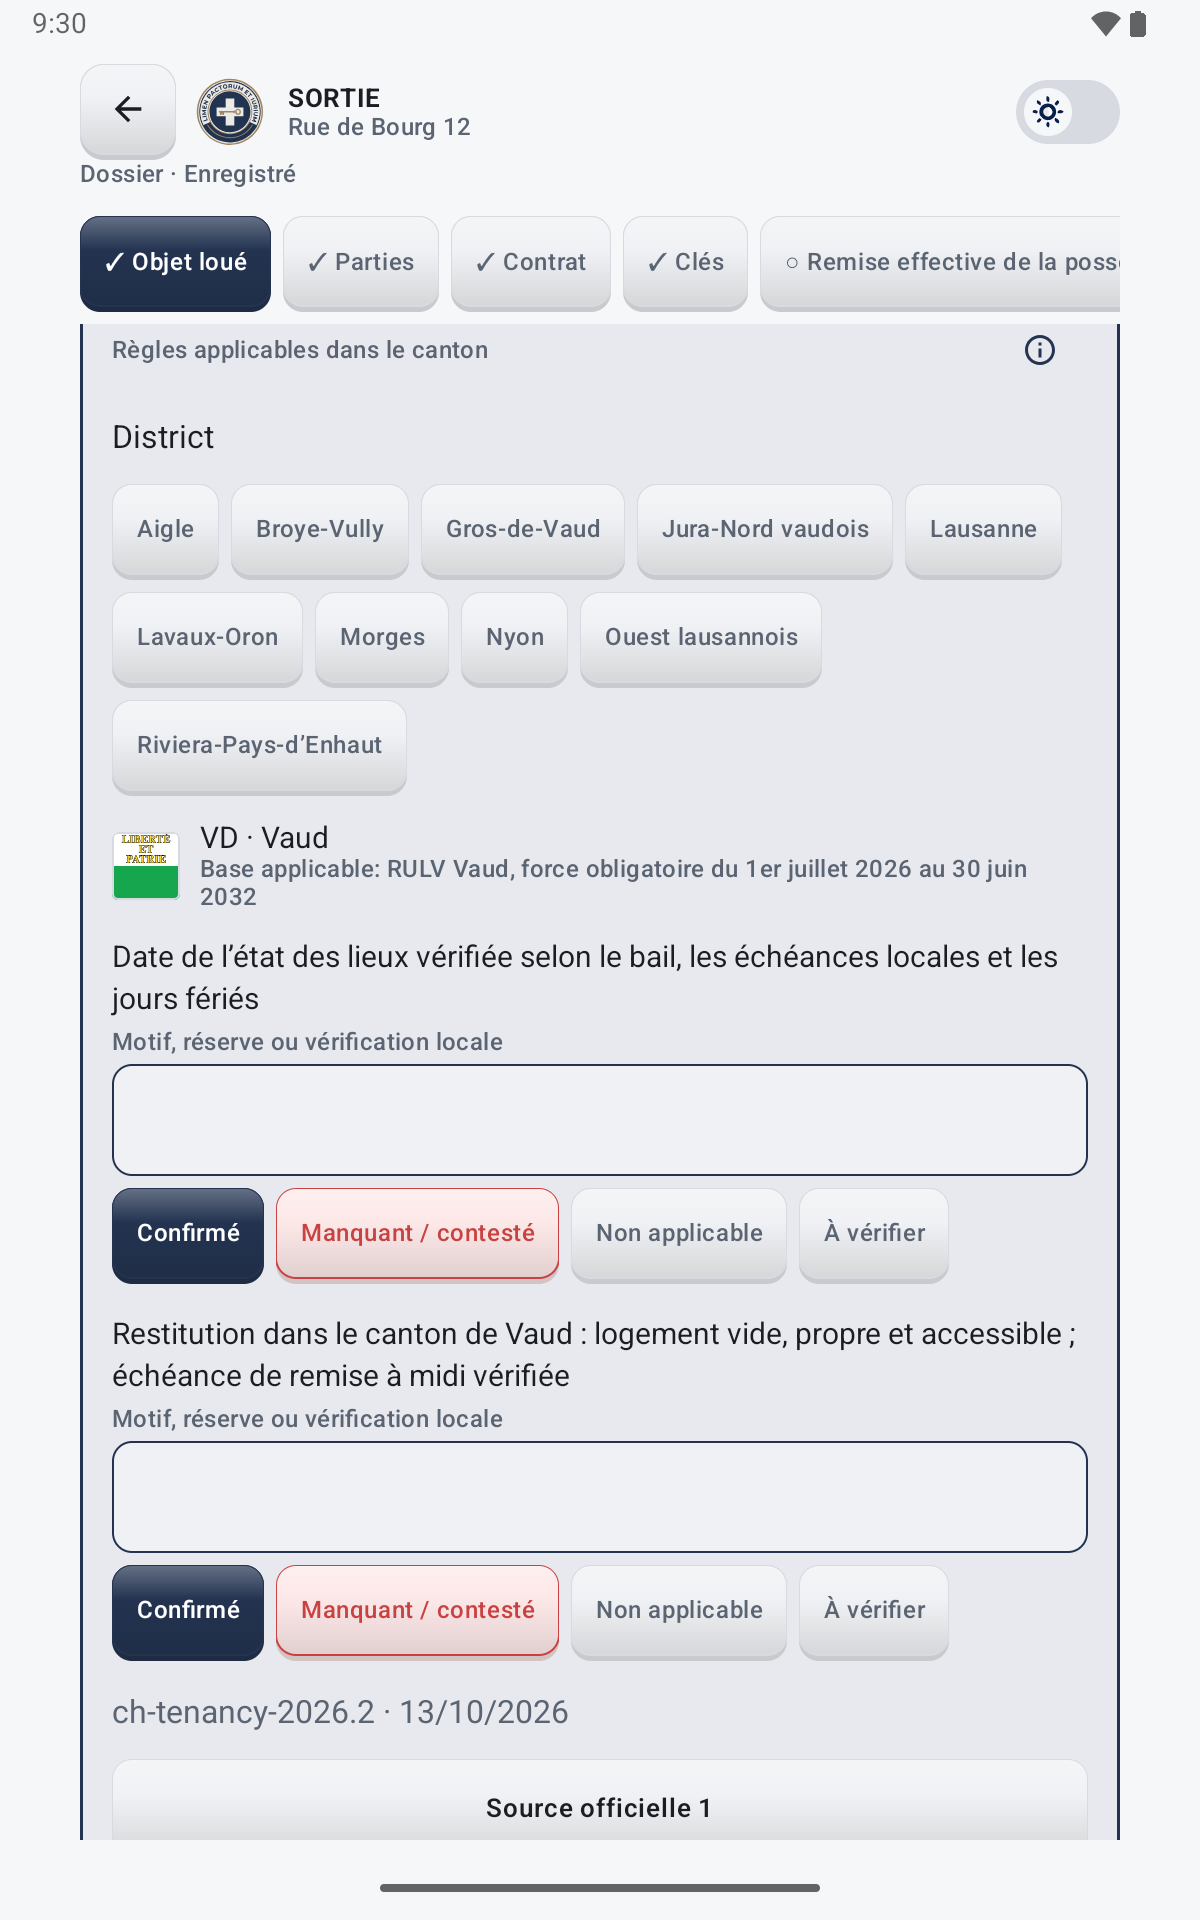 9:30
LIMEN PACTORUM ET IURIUM
SORTIE
Rue de Bourg 12
Dossier · Enregistré
✓ Objet loué
✓ Parties
✓ Contrat
✓ Clés
○ Remise effective de la poss
Règles applicables dans le canton
District
Aigle
Broye-Vully
Gros-de-Vaud
Jura-Nord vaudois
Lausanne
Lavaux-Oron
Morges
Nyon
Ouest lausannois
Riviera-Pays-d’Enhaut
LIBERTÉ
ET
PATRIE
VD · Vaud
Base applicable: RULV Vaud, force obligatoire du 1er juillet 2026 au 30 juin
2032
Date de l’état des lieux vérifiée selon le bail, les échéances locales et les
jours fériés
Motif, réserve ou vérification locale
Confirmé
Manquant / contesté
Non applicable
À vérifier
Restitution dans le canton de Vaud : logement vide, propre et accessible ;
échéance de remise à midi vérifiée
Motif, réserve ou vérification locale
Confirmé
Manquant / contesté
Non applicable
À vérifier
ch-tenancy-2026.2 · 13/10/2026
Source officielle 1